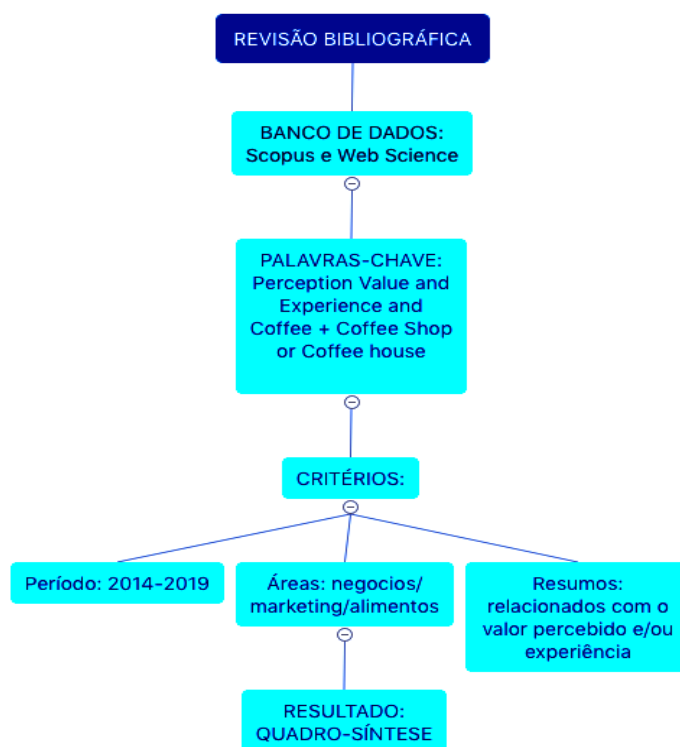 REVISÃO BIBLIOGRÁFICA
BANCO DE DADOS:
Scopus e Web Science
PALAVRAS-CHAVE:
Perception Value and
Experience and
Coffee + Coffee Shop
or Coffee house
CRITÉRIOS:
Período: 2014-2019
Áreas: negocios/
marketing/alimentos
Resumos:
relacionados com o
valor percebido e/ou
experiência
RESULTADO:
QUADRO-SÍNTESE